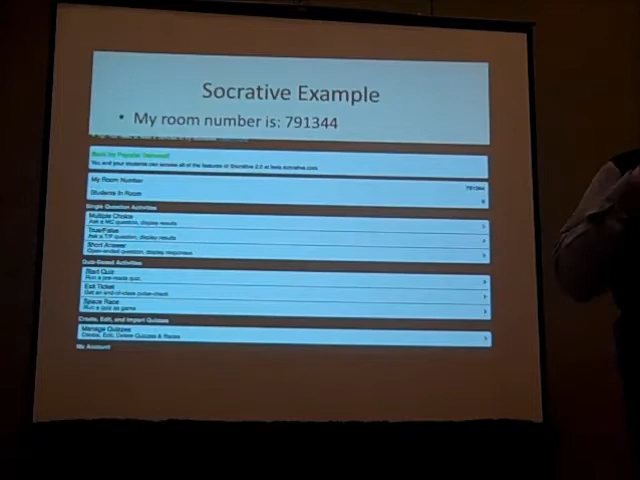 Socrative Example
• My room number is: 791344
Back by Popular Demand!
You and your students can access all of the features of Socrative 2.0 at beta.socrative.com
My Room Number 791344
Students In Room
Single Question Activities
Multiple Choice
Ask a MC question, display results
True/False
Ask a T/F question, display results
Short Answer
Open-ended question, display responses
Quiz-Based Activities
Start Quiz
Run a pre-made quiz.
Exit Ticket
Get an end-of-class pulse-check
Space Race
Run a quiz as game
Create, Edit, and Import Quizzes
Manage Quizzes
Create, Edit, Delete Quizzes &
My Account